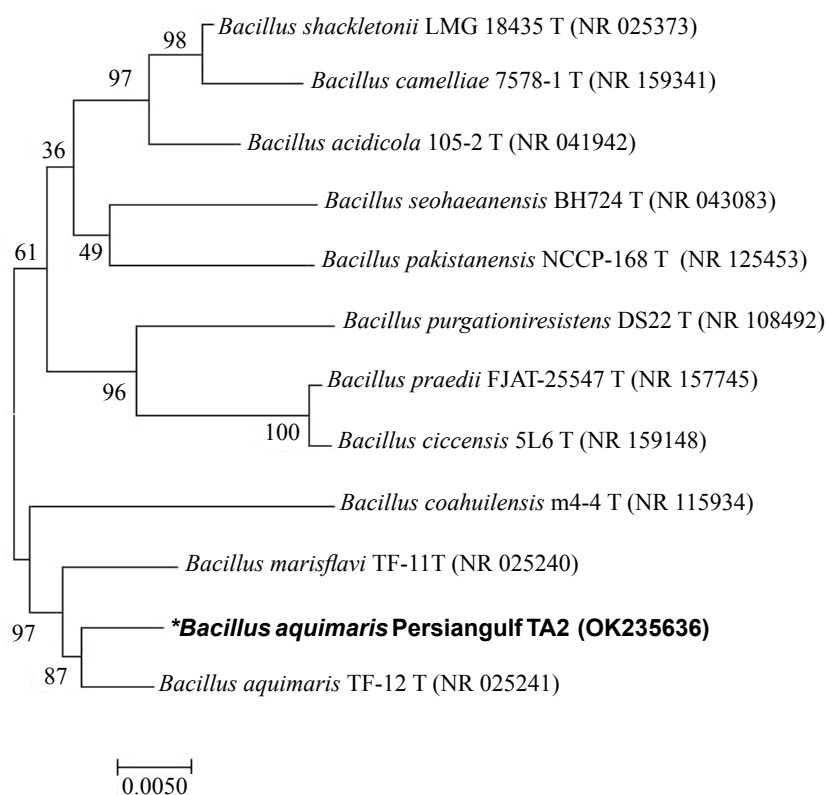 98
Bacillus shackletonii LMG 18435 T (NR 025373)
97
Bacillus camelliae 7578-1 T (NR 159341)
Bacillus acidicola 105-2 T (NR 041942)
36
Bacillus seohaeanensis BH724 T (NR 043083)
61
49
Bacillus pakistanensis NCCP-168 T (NR 125453)
Bacillus purgationiresistens DS22 T (NR 108492)
96
Bacillus praedii FJAT-25547 T (NR 157745)
100
Bacillus ciccensis 5L6 T (NR 159148)
Bacillus coahuilensis m4-4 T (NR 115934)
Bacillus marisflavi TF-11T (NR 025240)
97
*Bacillus aquimaris Persiangulf TA2 (OK235636)
87
Bacillus aquimaris TF-12 T (NR 025241)
0.0050